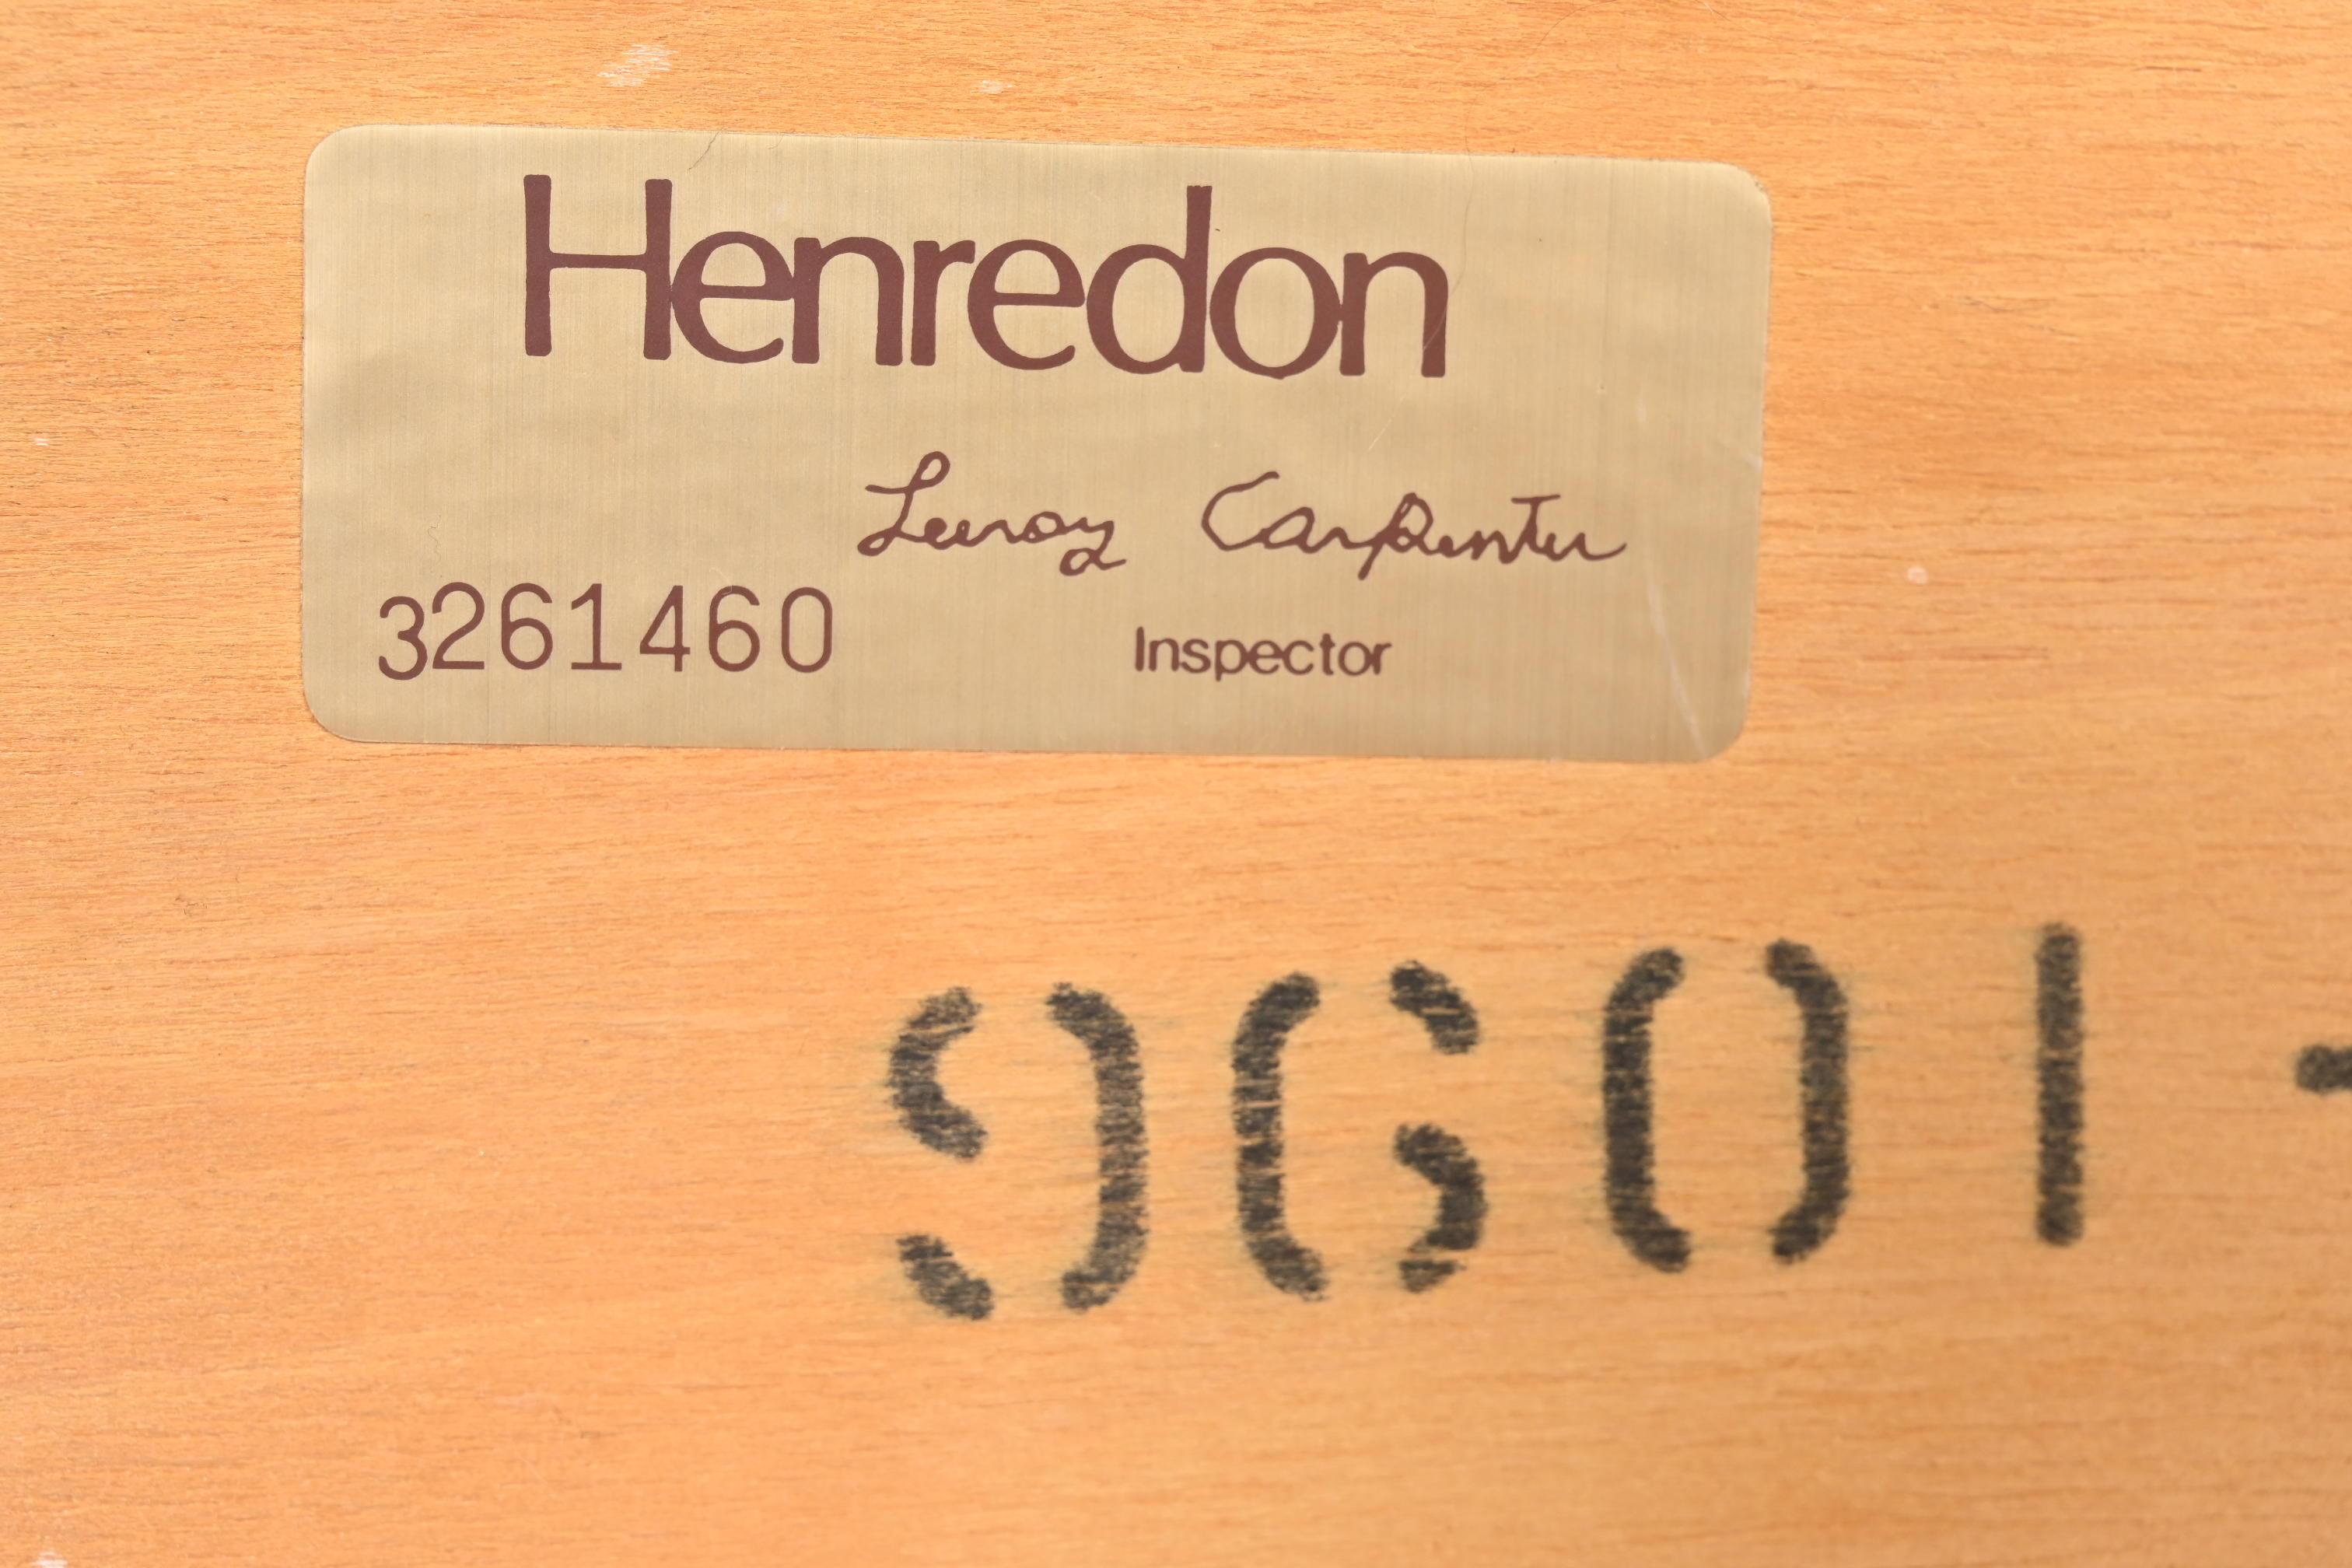 Henredon
Leeroy Carpenter
3261460
Inspector
9601-